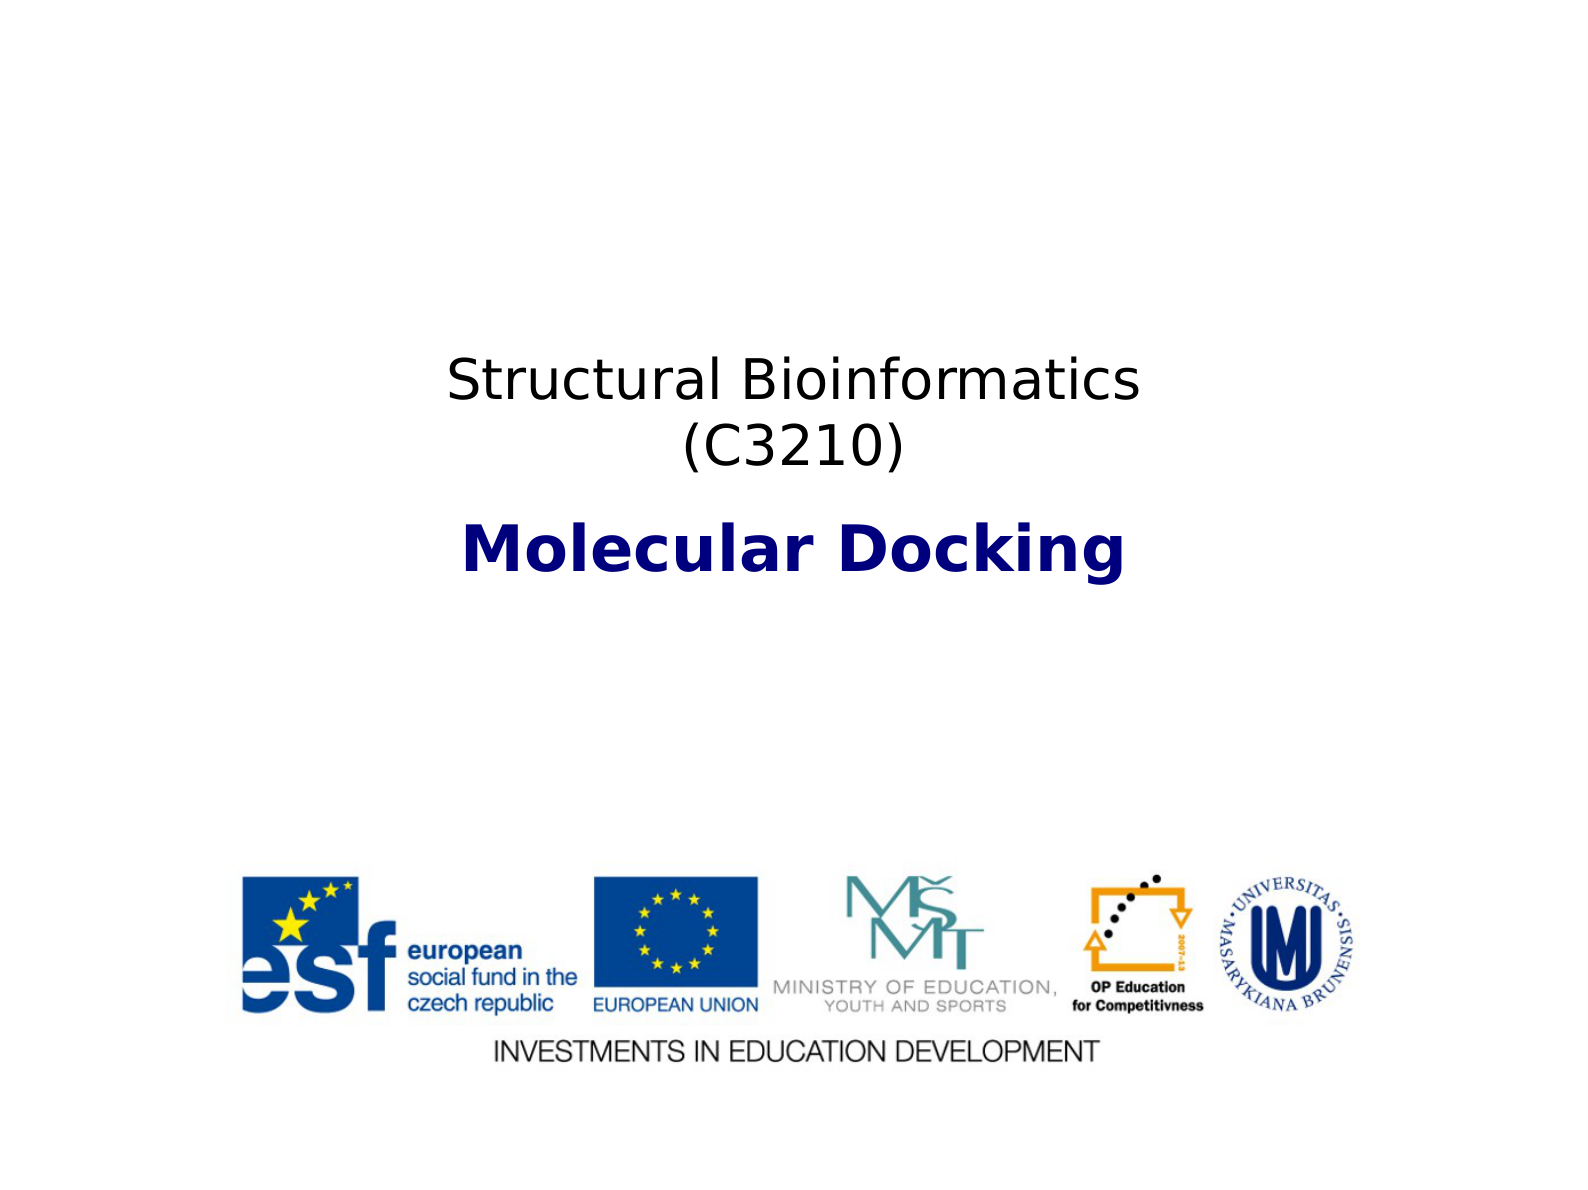 Structural Bioinformatics
(C3210)
Molecular Docking
esf european
social fund in the
czech republic
EUROPEAN UNION
MŠMT
MINISTRY OF EDUCATION,
YOUTH AND SPORTS
2007-13
OP Education
for Competitivness
UNIVERSITAS MASARYKIANA BRUNENSIS
INVESTMENTS IN EDUCATION DEVELOPMENT